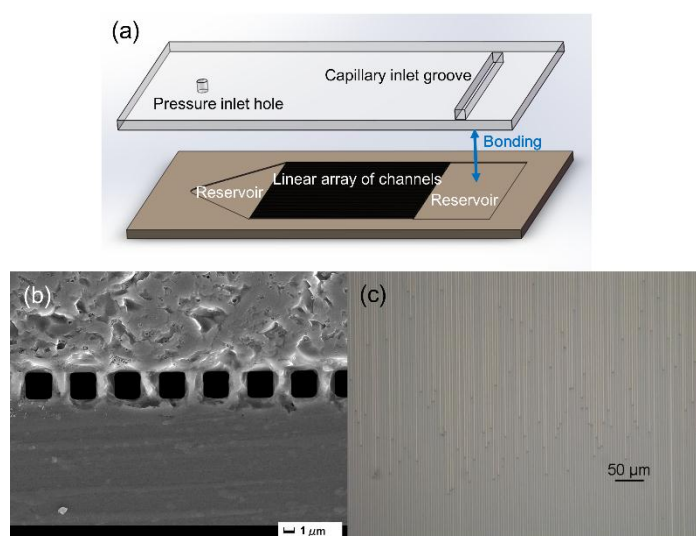 (a)
Capillary inlet groove
Pressure inlet hole
Bonding
Linear array of channels
Reservoir
Reservoir
(b)
(c)
50 µm
1 µm